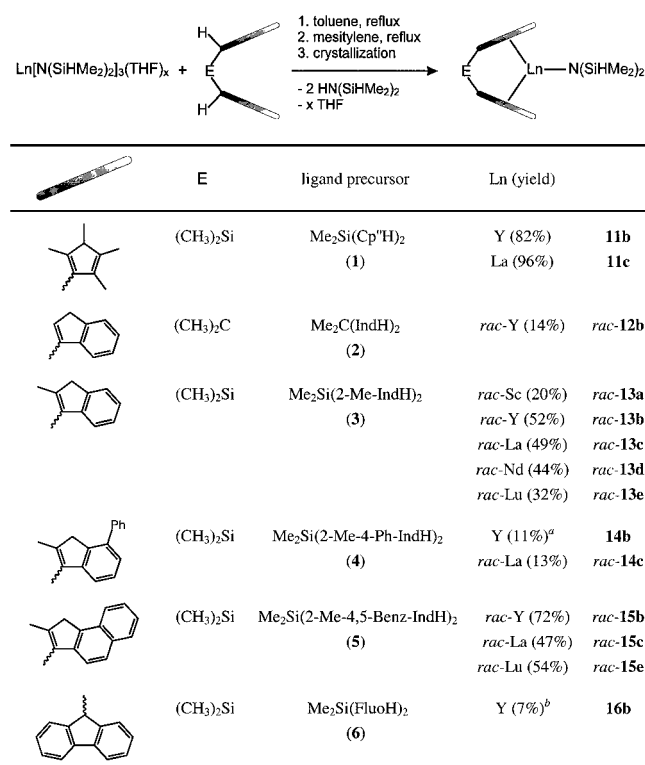 1. toluene, reflux
2. mesitylene, reflux
3. crystallization
Ln[N(SiHMe₂)₂]₃(THF)ₓ + H E H Ln N(SiHMe₂)₂
- 2 HN(SiHMe₂)₂
- x THF
E ligand precursor Ln (yield)
(CH₃)₂Si Me₂Si(Cp"H)₂ Y (82%) 11b
(1) La (96%) 11c
(CH₃)₂C Me₂C(IndH)₂ rac-Y (14%) rac-12b
(2)
(CH₃)₂Si Me₂Si(2-Me-IndH)₂ rac-Sc (20%) rac-13a
(3) rac-Y (52%) rac-13b
rac-La (49%) rac-13c
rac-Nd (44%) rac-13d
rac-Lu (32%) rac-13e
Ph
(CH₃)₂Si Me₂Si(2-Me-4-Ph-IndH)₂ Y (11%)ᵃ 14b
(4) rac-La (13%) rac-14c
(CH₃)₂Si Me₂Si(2-Me-4,5-Benz-IndH)₂ rac-Y (72%) rac-15b
(5) rac-La (47%) rac-15c
rac-Lu (54%) rac-15e
(CH₃)₂Si Me₂Si(FluoH)₂ Y (7%)ᵇ 16b
(6)